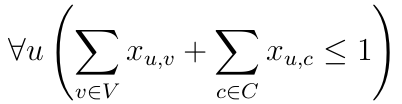 ∀u ( ∑_{v∈V} x_{u,v} + ∑_{c∈C} x_{u,c} ≤ 1 )